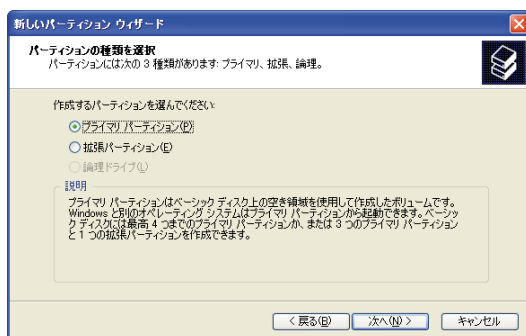 新しいパーティション ウィザード
パーティションの種類を選択
パーティションには次の 3 種類があります: プライマリ、拡張、論理。
作成するパーティションを選んでください:
プライマリ パーティション(P)
拡張パーティション(E)
論理ドライブ(L)
説明
プライマリ パーティションはベーシック ディスク上の空き領域を使用して作成したボリュームです。
Windows と別のオペレーティング システムはプライマリ パーティションから起動できます。ベーシッ
ク ディスクには最高 4 つまでのプライマリ パーティションか、または 3 つのプライマリ パーティション
と 1 つの拡張パーティションを作成できます。
< 戻る(B)
次へ(N) >
キャンセル